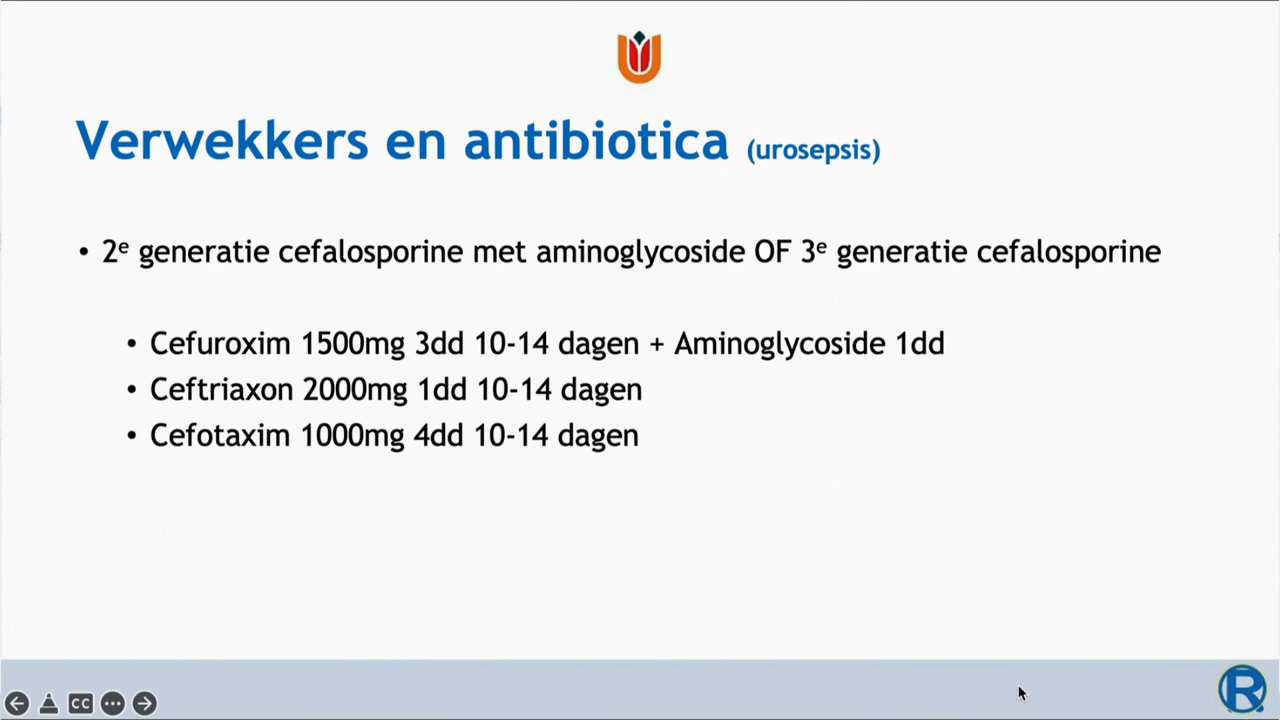 Verwekkers en antibiotica (urosepsis)
• 2e generatie cefalosporine met aminoglycoside OF 3e generatie cefalosporine
• Cefuroxim 1500mg 3dd 10-14 dagen + Aminoglycoside 1dd
• Ceftriaxon 2000mg 1dd 10-14 dagen
• Cefotaxim 1000mg 4dd 10-14 dagen
CC
R